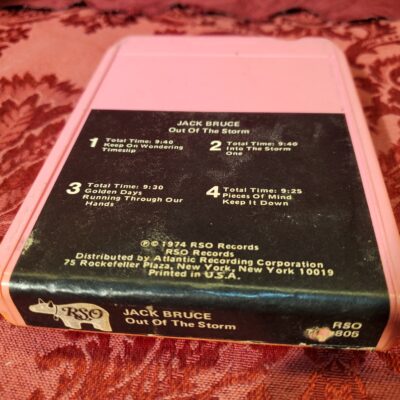 JACK BRUCE
Out Of The Storm
1 Total Time: 9:40
Keep On Wondering
Timeslip
2 Total Time: 9:40
Into The Storm
One
3 Total Time: 9:30
Golden Days
Running Through Our
Hands
4 Total Time: 9:25
Pieces Of Mind
Keep It Down
℗ © 1974 RSO Records
RSO Records
Distributed by Atlantic Recording Corporation
75 Rockefeller Plaza, New York, New York 10019
Printed in U.S.A.
RSO
JACK BRUCE
Out Of The Storm
RSO
805